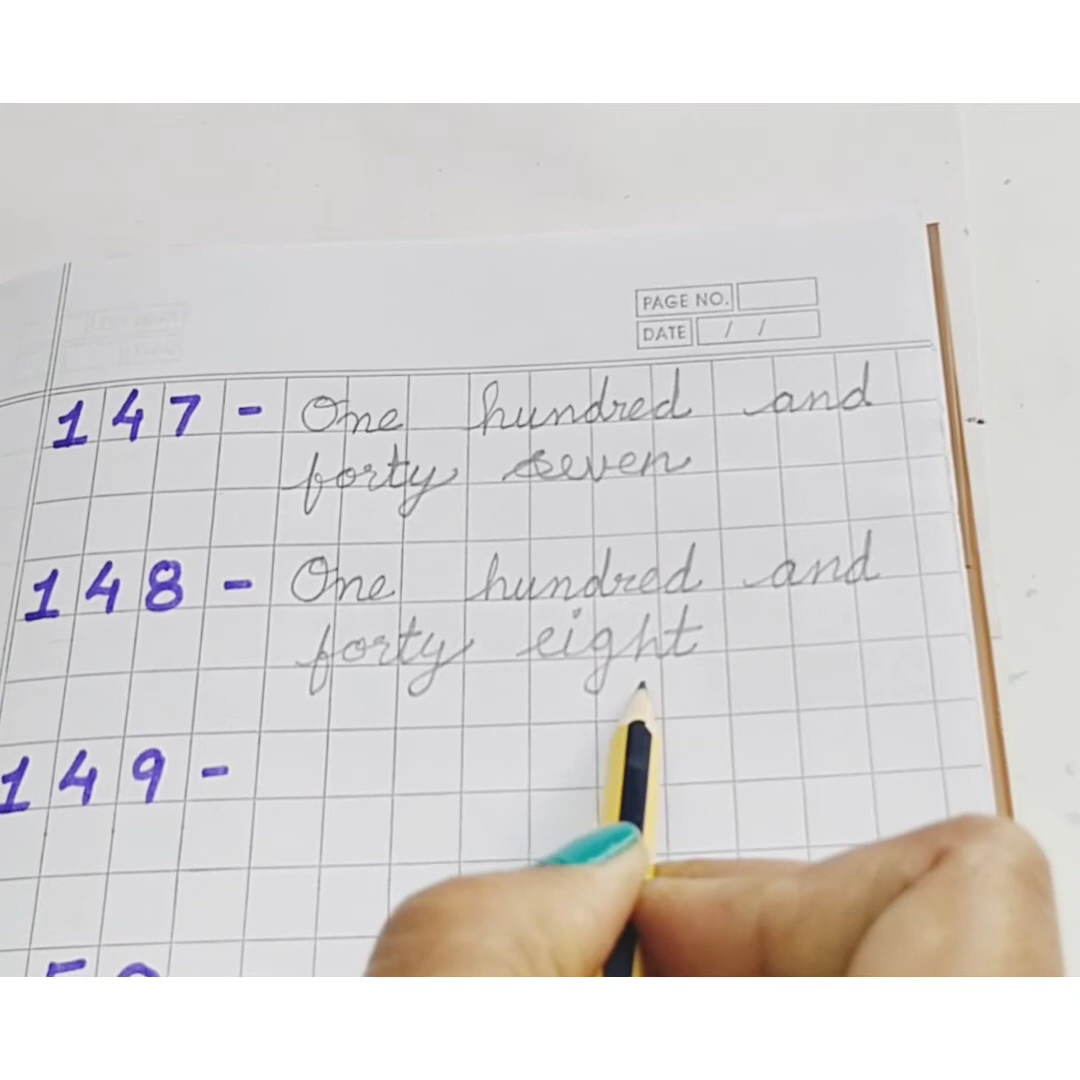 PAGE NO.
DATE / /
147 - One hundred and
forty seven
148 - One hundred and
forty eight
149 -